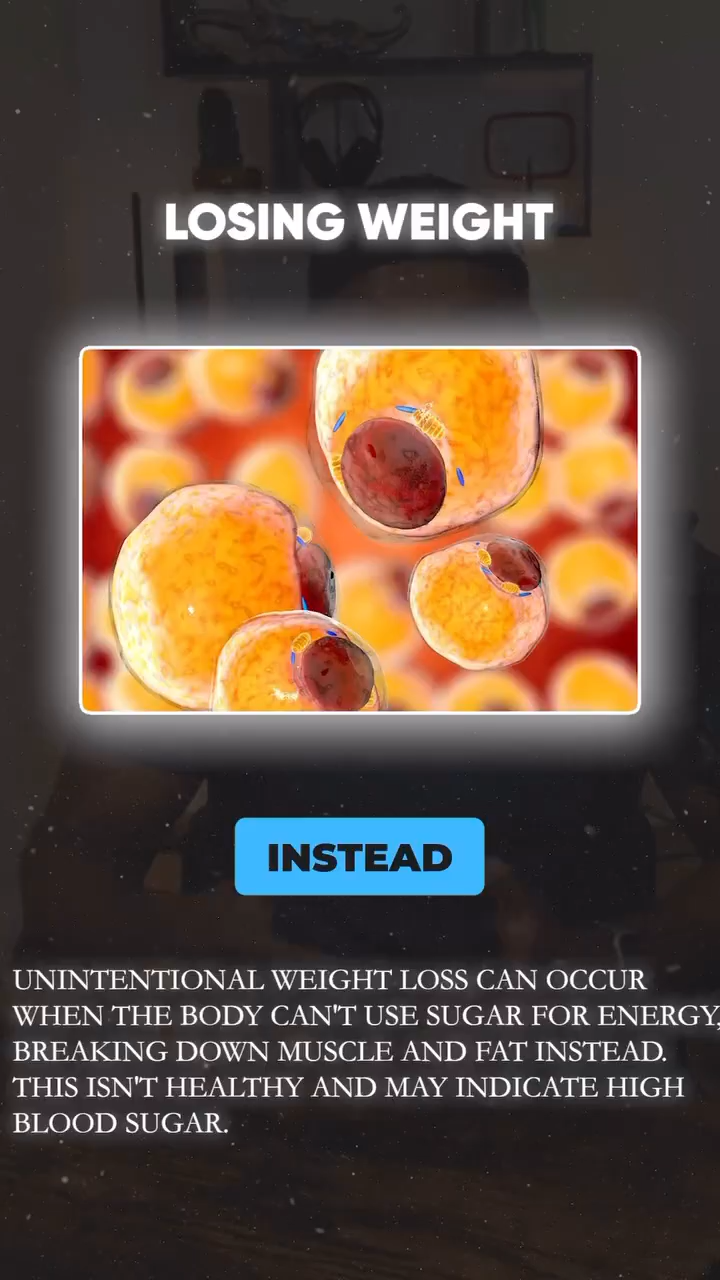 LOSING WEIGHT
INSTEAD
UNINTENTIONAL WEIGHT LOSS CAN OCCUR
WHEN THE BODY CAN'T USE SUGAR FOR ENERGY,
BREAKING DOWN MUSCLE AND FAT INSTEAD.
THIS ISN'T HEALTHY AND MAY INDICATE HIGH
BLOOD SUGAR.